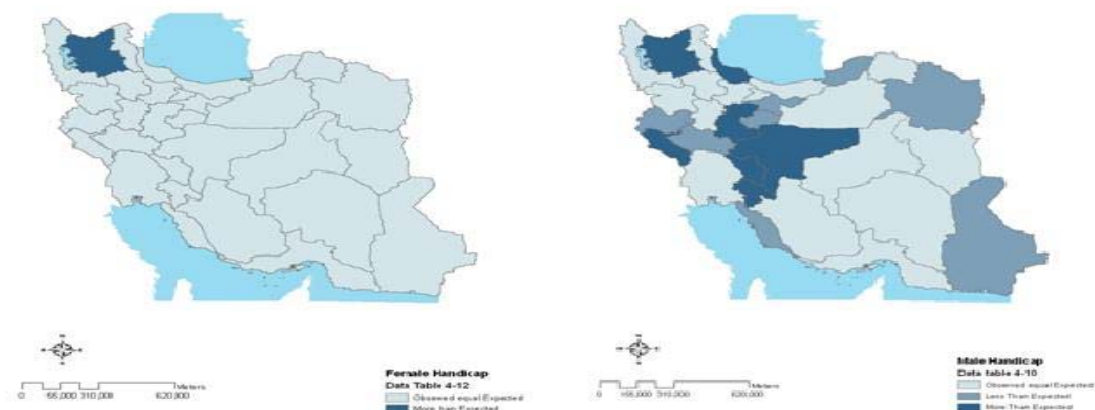 Female Handicap
Data Table 4-12
Observed equal Expected
More than Expected
Meters
Male Handicap
Data table 4-10
Observed equal Expected
Less Than Expected
More Than Expected
Meters
0 155,000 310,000 620,000